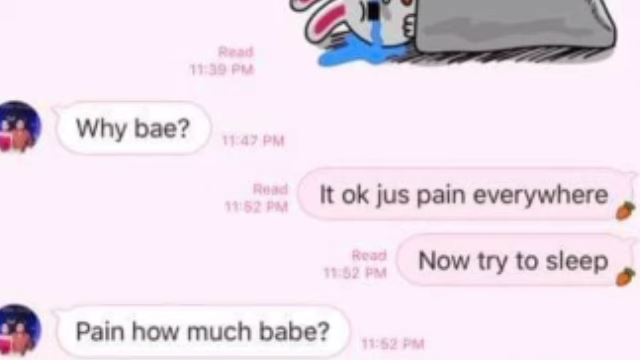 Read
11:39 PM
Why bae?
11:47 PM
Read
11:52 PM
It ok jus pain everywhere
Read
11:52 PM
Now try to sleep
Pain how much babe?
11:52 PM